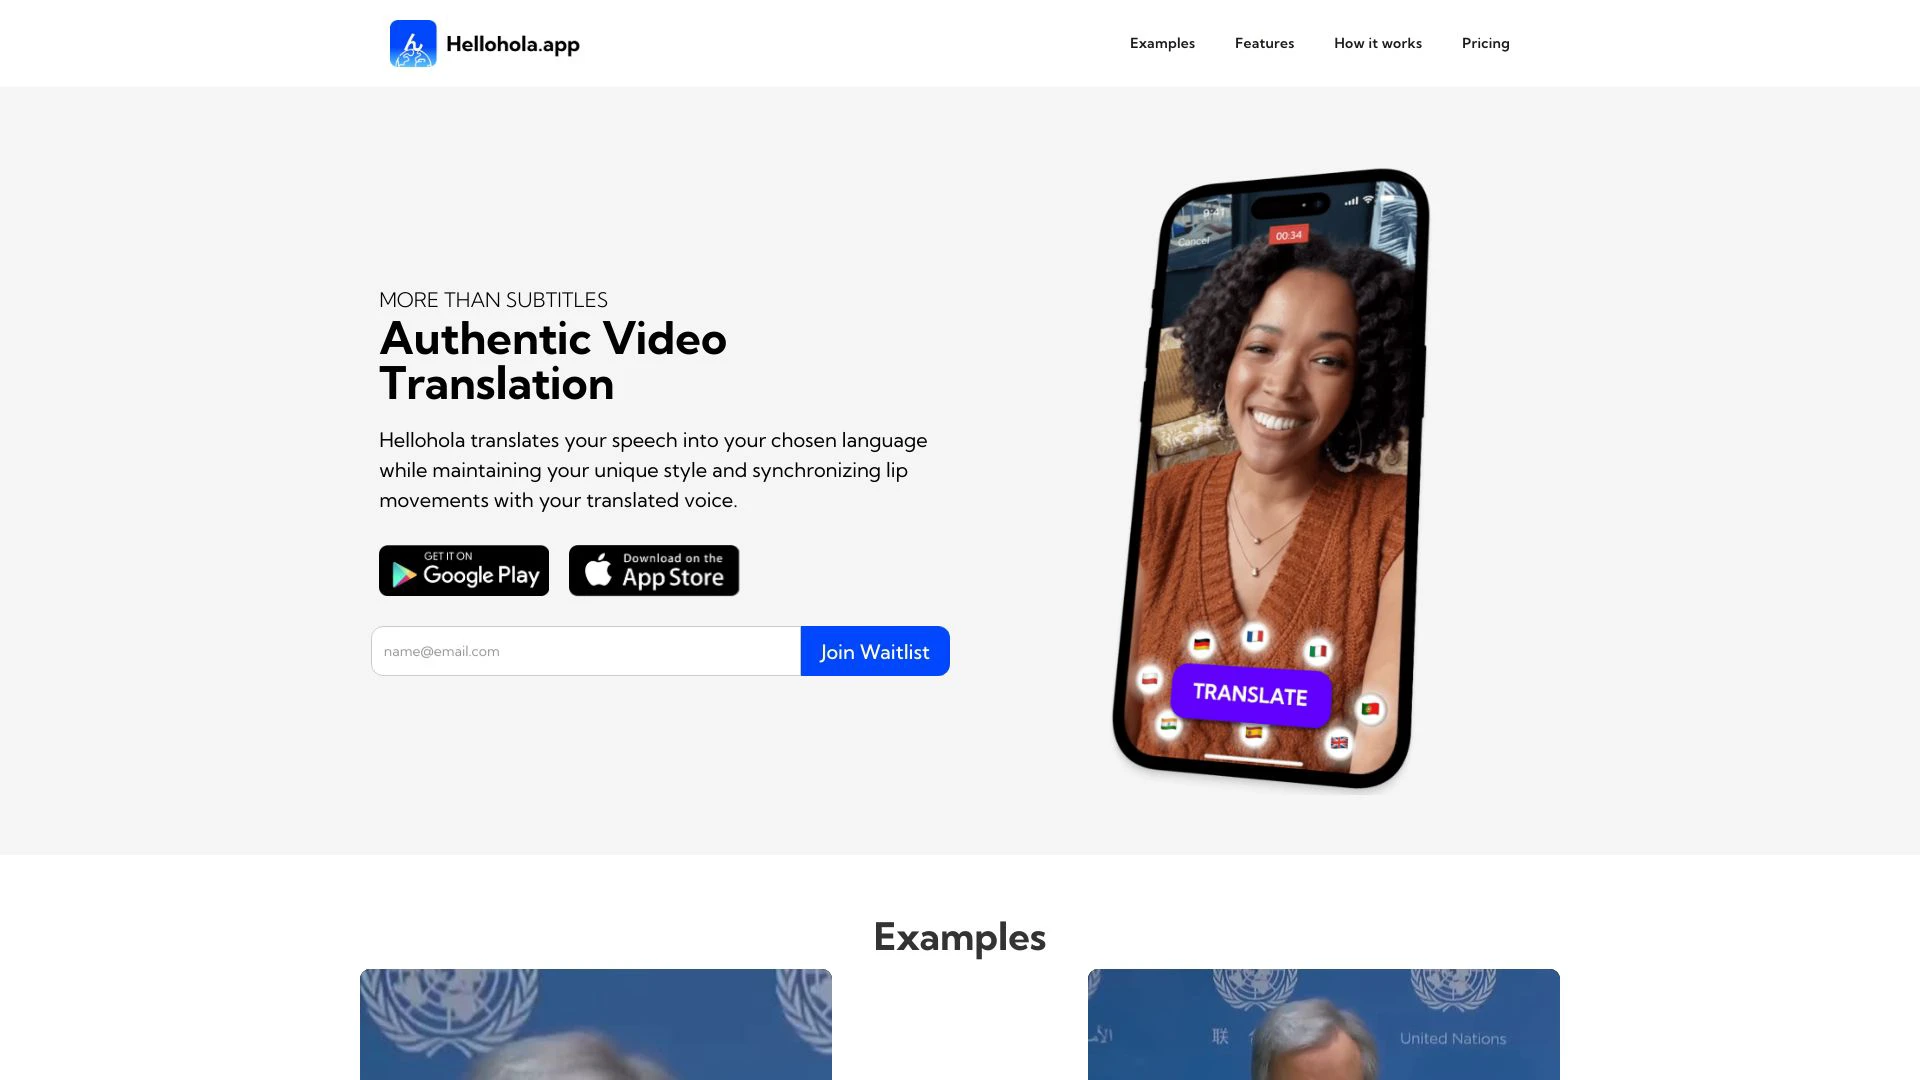 Hellohola.app
Examples
Features
How it works
Pricing
MORE THAN SUBTITLES
Authentic Video
Translation
Hellohola translates your speech into your chosen language
while maintaining your unique style and synchronizing lip
movements with your translated voice.
GET IT ON
Google Play
Download on the
App Store
name@email.com
Join Waitlist
Cancel
00:34
TRANSLATE
Examples
联
United Nations